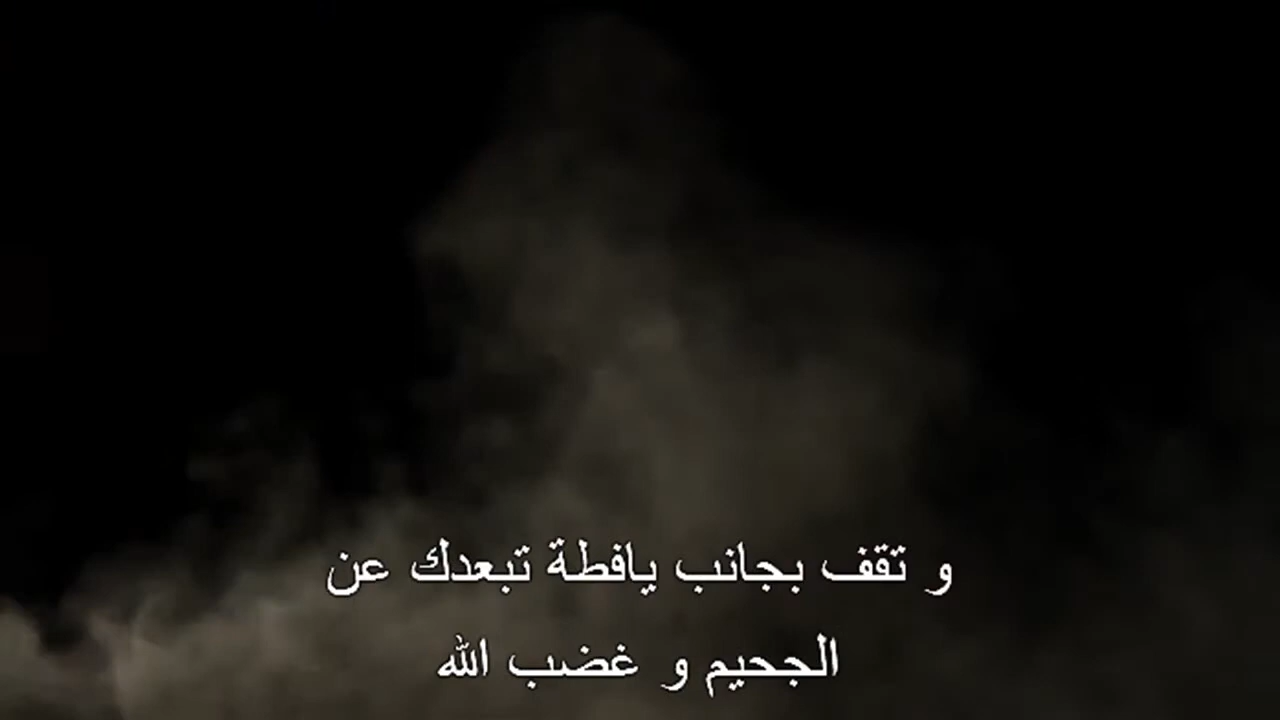 و تقف بجانب يافطة تبعدك عن
الجحيم و غضب الله